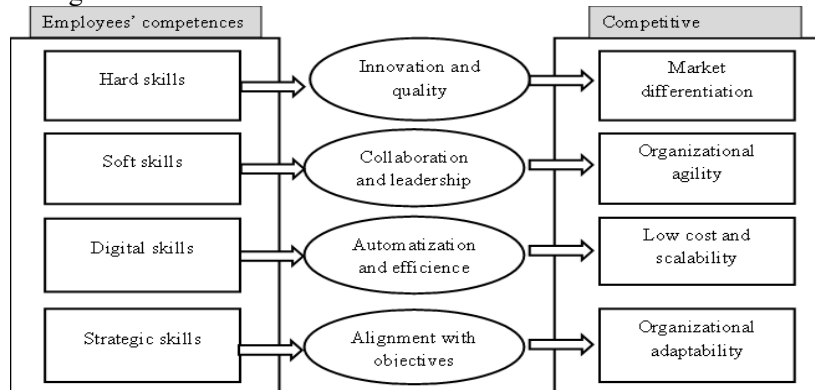 Employees' competences
Competitive
Hard skills
Innovation and
quality
Market
differentiation
Soft skills
Collaboration
and leadership
Organizational
agility
Digital skills
Automatization
and efficience
Low cost and
scalability
Strategic skills
Alignment with
objectives
Organizational
adaptability